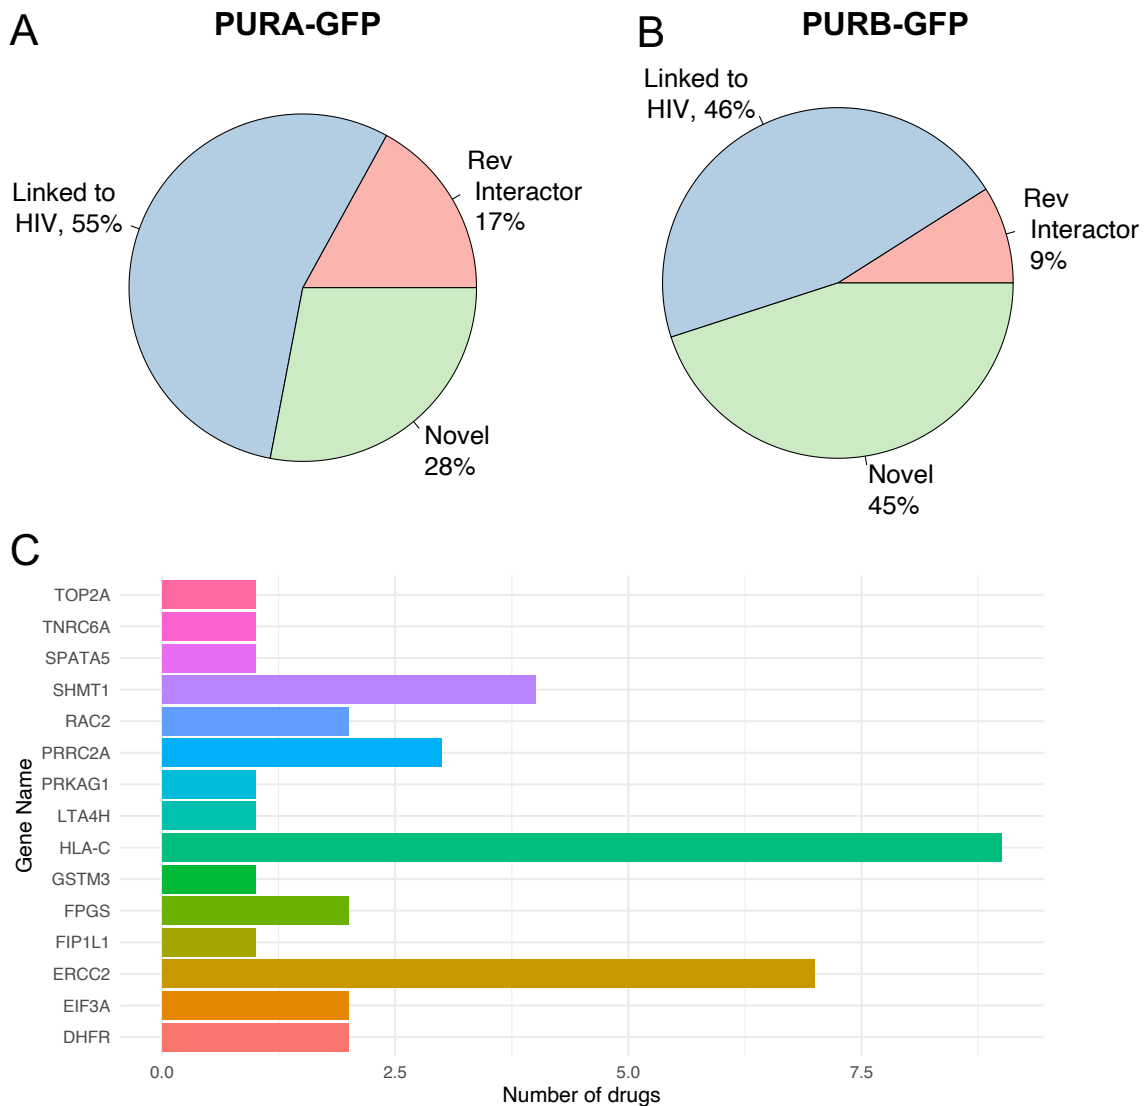 A
PURA-GFP
Linked to
HIV, 55%
Rev
Interactor
17%
Novel
28%
B
PURB-GFP
Linked to
HIV, 46%
Rev
Interactor
9%
Novel
45%
C
Gene Name
TOP2A
TNRC6A
SPATA5
SHMT1
RAC2
PRRC2A
PRKAG1
LTA4H
HLA-C
GSTM3
FPGS
FIP1L1
ERCC2
EIF3A
DHFR
0.0
2.5
5.0
7.5
Number of drugs